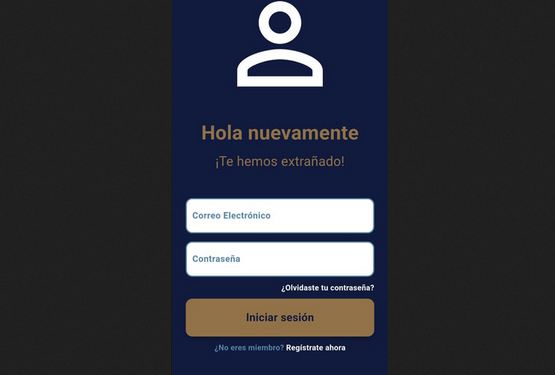 Hola nuevamente
¡Te hemos extrañado!
Correo Electrónico
Contraseña
¿Olvidaste tu contraseña?
Iniciar sesión
¿No eres miembro? Regístrate ahora